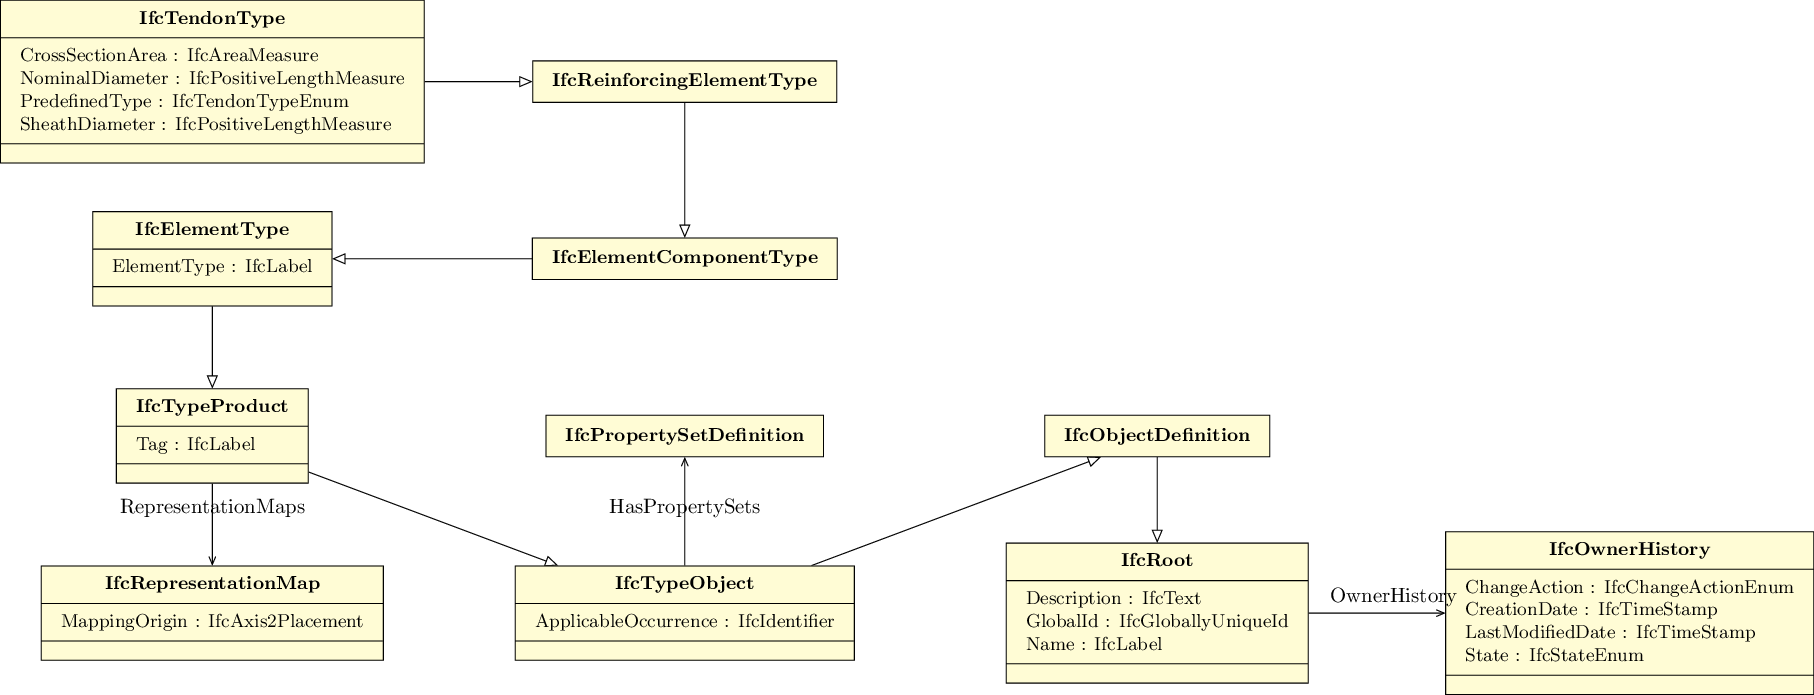 IfcTendonType
CrossSectionArea : IfcAreaMeasure
NominalDiameter : IfcPositiveLengthMeasure
PredefinedType : IfcTendonTypeEnum
SheathDiameter : IfcPositiveLengthMeasure
IfcReinforcingElementType
IfcElementType
ElementType : IfcLabel
IfcElementComponentType
IfcTypeProduct
Tag : IfcLabel
IfcPropertySetDefinition
IfcObjectDefinition
RepresentationMaps
HasPropertySets
IfcRepresentationMap
MappingOrigin : IfcAxis2Placement
IfcTypeObject
ApplicableOccurrence : IfcIdentifier
IfcRoot
Description : IfcText
GlobalId : IfcGloballyUniqueId
Name : IfcLabel
OwnerHistory
IfcOwnerHistory
ChangeAction : IfcChangeActionEnum
CreationDate : IfcTimeStamp
LastModifiedDate : IfcTimeStamp
State : IfcStateEnum